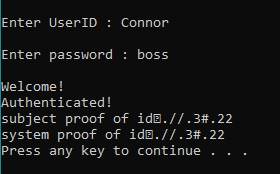 Enter UserID : Connor
Enter password : boss
Welcome!
Authenticated!
subject proof of id�.//.3#.22
system proof of id�.//.3#.22
Press any key to continue . . .